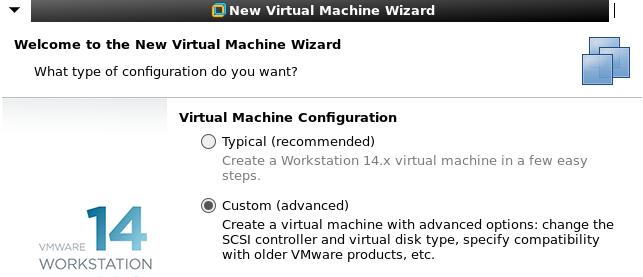 New Virtual Machine Wizard
Welcome to the New Virtual Machine Wizard
What type of configuration do you want?
Virtual Machine Configuration
Typical (recommended)
Create a Workstation 14.x virtual machine in a few easy
steps.
Custom (advanced)
Create a virtual machine with advanced options: change the
SCSI controller and virtual disk type, specify compatibility
with older VMware products, etc.
VMWARE 14
WORKSTATION